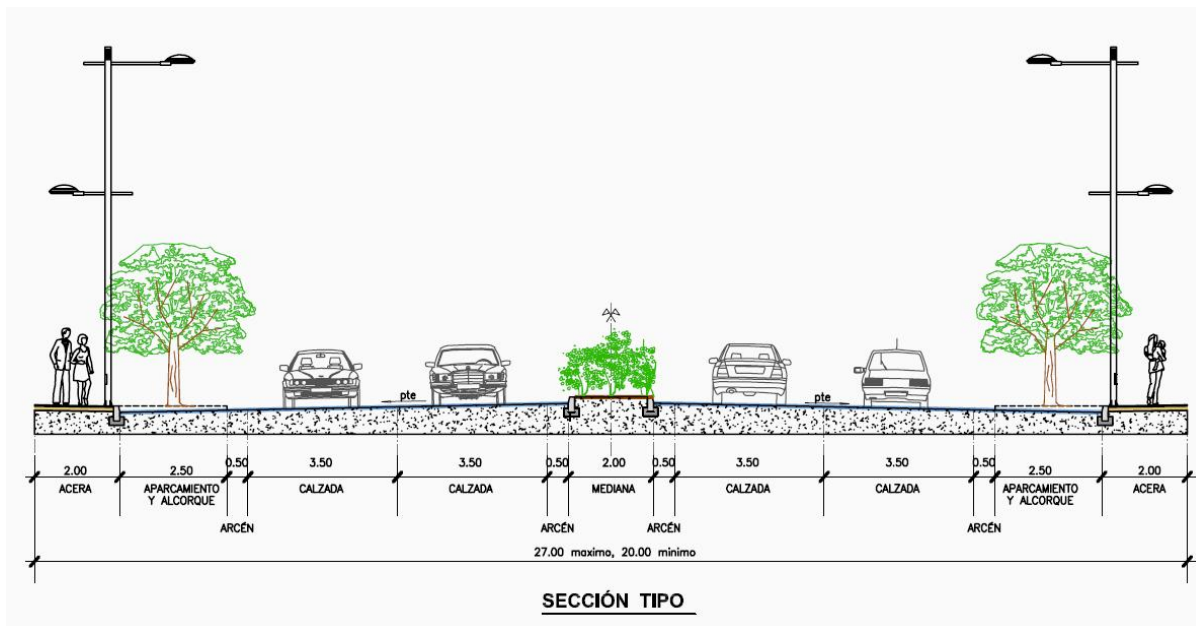 pte
pte
2.00 2.50 0.50 3.50 3.50 0.50 2.00 0.50 3.50 3.50 0.50 2.50 2.00
ACERA APARCAMIENTO CALZADA CALZADA MEDIANA CALZADA CALZADA APARCAMIENTO ACERA
Y ALCORQUE Y ALCORQUE
ARCÉN ARCÉN ARCÉN ARCÉN
27.00 maximo, 20.00 minimo
SECCIÓN TIPO